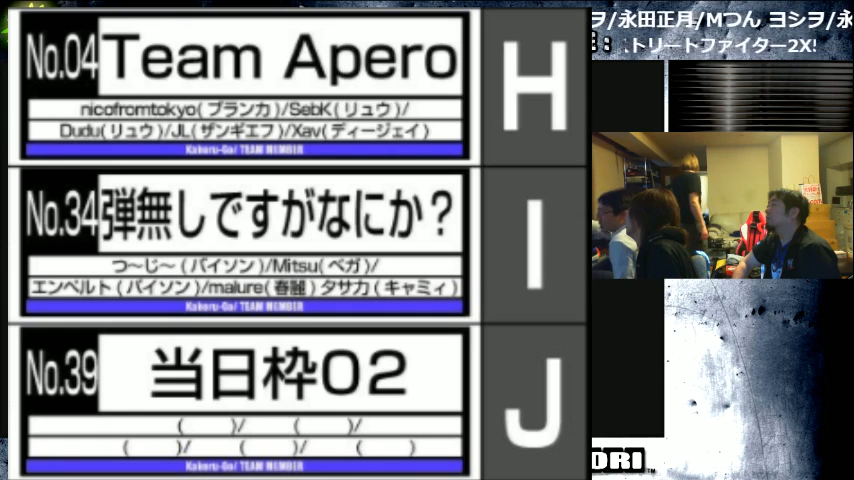 ヲ/永田正月/Mつん ヨシヲ/永
トリートファイター2X!
No.04 Team Apero H
nicofromtokyo(ブランカ)/SebK(リュウ)/
Dudu(リュウ)/JL(ザンギエフ)/Xav(ディージェイ)
Kakuru-Go/ TEAM MEMBER
No.34 弾無しですがなにか？ I
つ～じ～(バイソン)/Mitsu(ベガ)/
エンペルト(バイソン)/malure(春麗)タサカ(キャミィ)
Kakuru-Go/ TEAM MEMBER
No.39 当日枠02 J
( )/ ( )/
( )/ ( )/ ( )
Kakuru-Go/ TEAM MEMBER
ORI